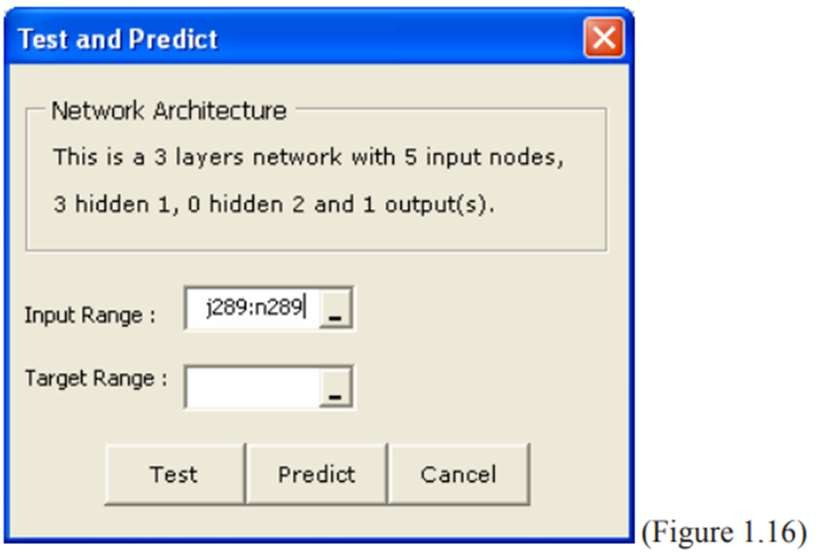 Test and Predict
Network Architecture
This is a 3 layers network with 5 input nodes,
3 hidden 1, 0 hidden 2 and 1 output(s).
Input Range : j289:n289
Target Range :
Test Predict Cancel
(Figure 1.16)